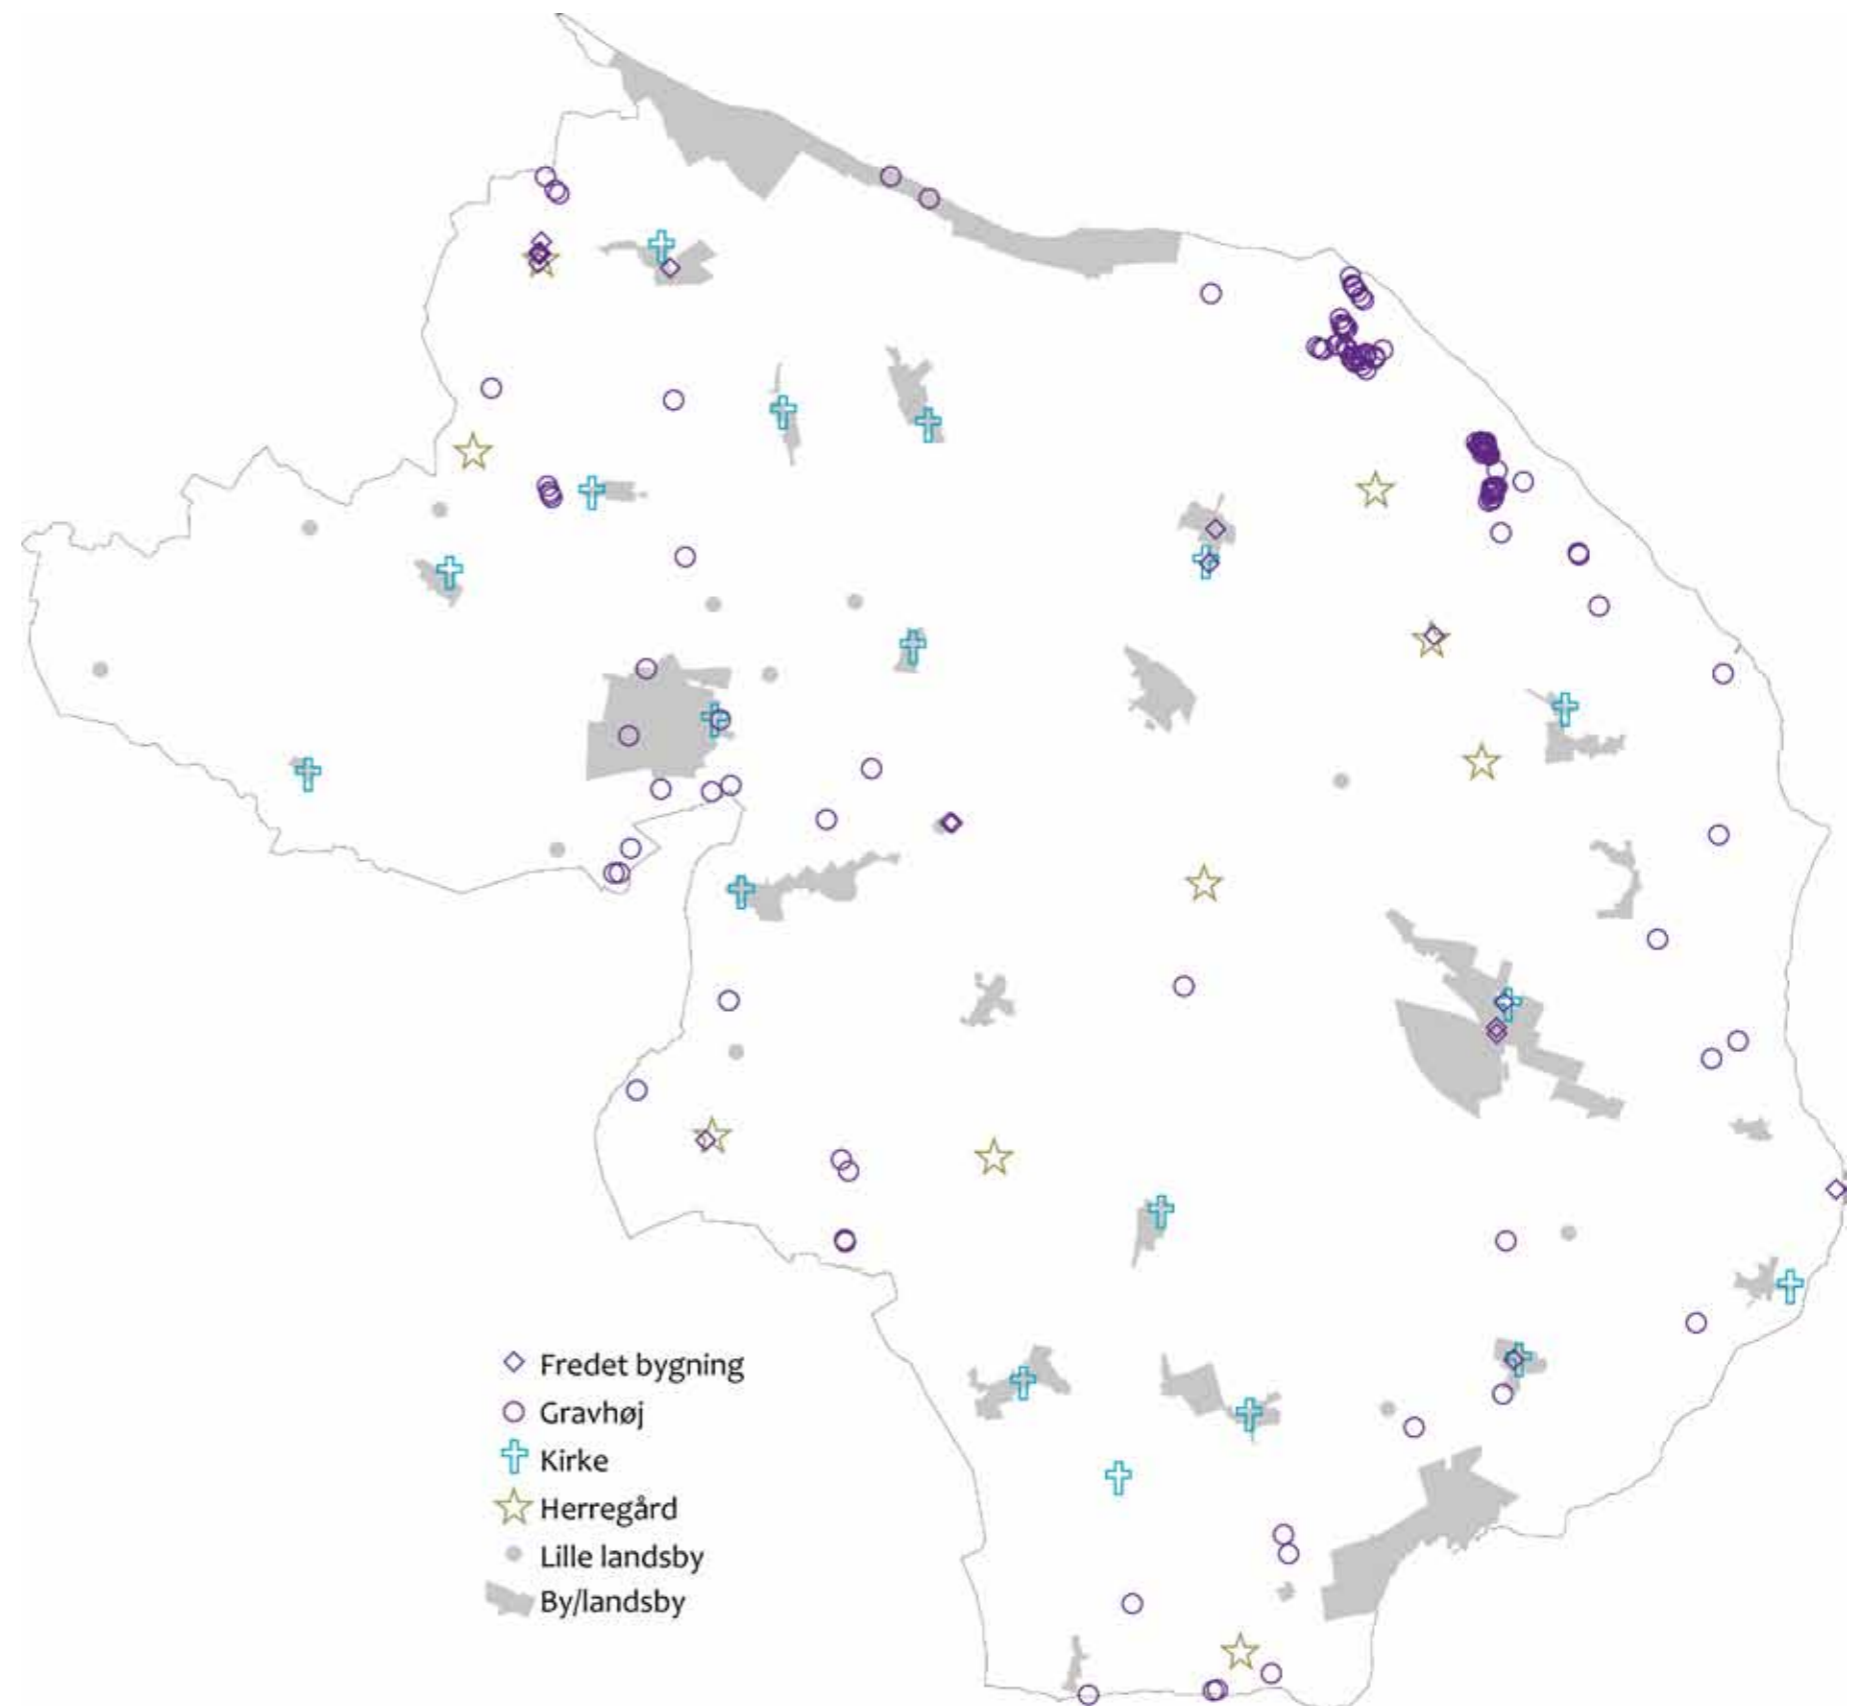 Fredet bygning
Gravhøj
Kirke
Herregård
Lille landsby
By/landsby